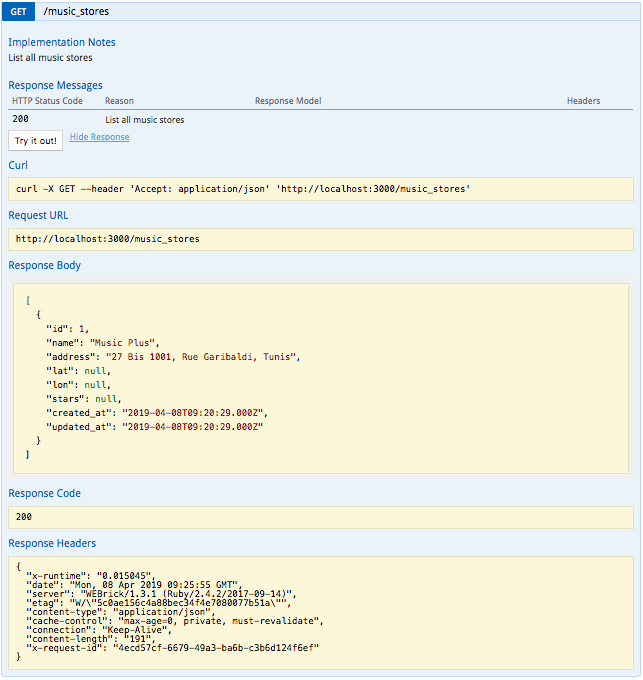 GET /music_stores
Implementation Notes
List all music stores
Response Messages
HTTP Status Code Reason Response Model Headers
200 List all music stores
Try it out! Hide Response
Curl
curl -X GET --header 'Accept: application/json' 'http://localhost:3000/music_stores'
Request URL
http://localhost:3000/music_stores
Response Body
[
{
"id": 1,
"name": "Music Plus",
"address": "27 Bis 1001, Rue Garibaldi, Tunis",
"lat": null,
"lon": null,
"stars": null,
"created_at": "2019-04-08T09:20:29.000Z",
"updated_at": "2019-04-08T09:20:29.000Z"
}
]
Response Code
200
Response Headers
{
"x-runtime": "0.015045",
"date": "Mon, 08 Apr 2019 09:25:55 GMT",
"server": "WEBrick/1.3.1 (Ruby/2.4.2/2017-09-14)",
"etag": "W/\"5c0ae156c4a88bec34f4e7080077b51a\"",
"content-type": "application/json",
"cache-control": "max-age=0, private, must-revalidate",
"connection": "Keep-Alive",
"content-length": "191",
"x-request-id": "4ecd57cf-6679-49a3-ba6b-c3b6d124f6ef"
}